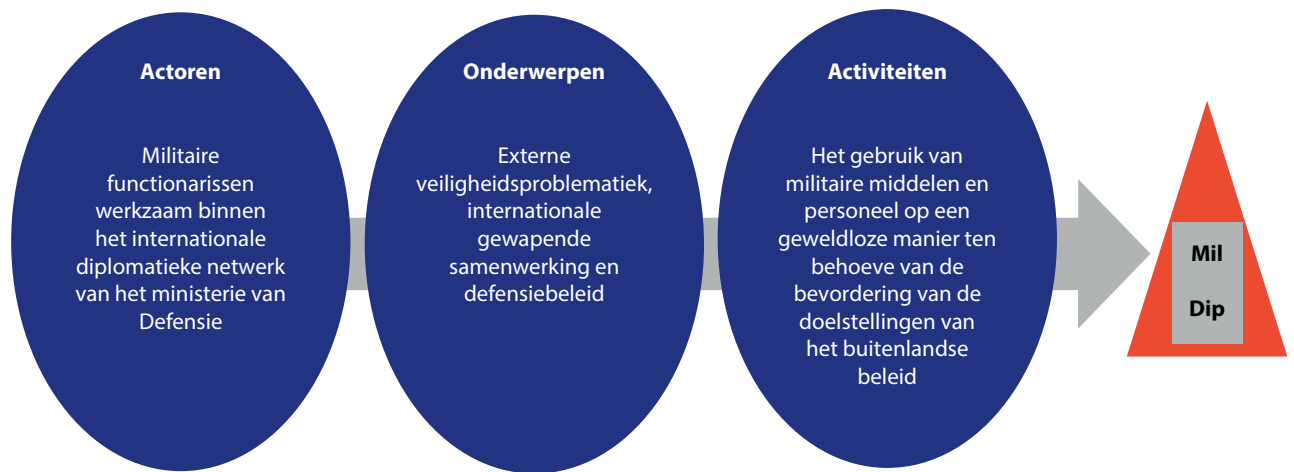 Actoren
Militaire
functionarissen
werkzaam binnen
het internationale
diplomatieke netwerk
van het ministerie van
Defensie
Onderwerpen
Externe
veiligheidsproblematiek,
internationale
gewapende
samenwerking en
defensiebeleid
Activiteiten
Het gebruik van
militaire middelen en
personeel op een
geweldloze manier ten
behoeve van de
bevordering van de
doelstellingen van
het buitenlandse
beleid
Mil
Dip